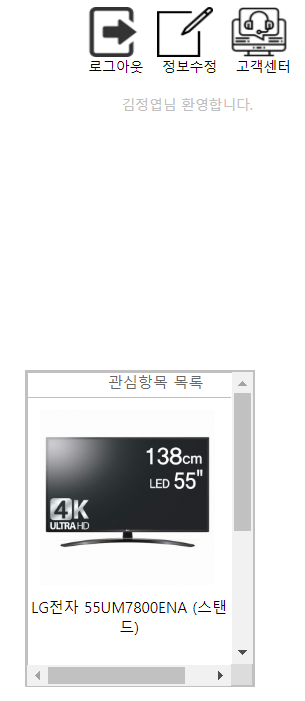 로그아웃 정보수정 고객센터
김정엽님 환영합니다.
관심항목 목록
138cm
LED 55"
4K
ULTRA HD
LG전자 55UM7800ENA (스탠
드)